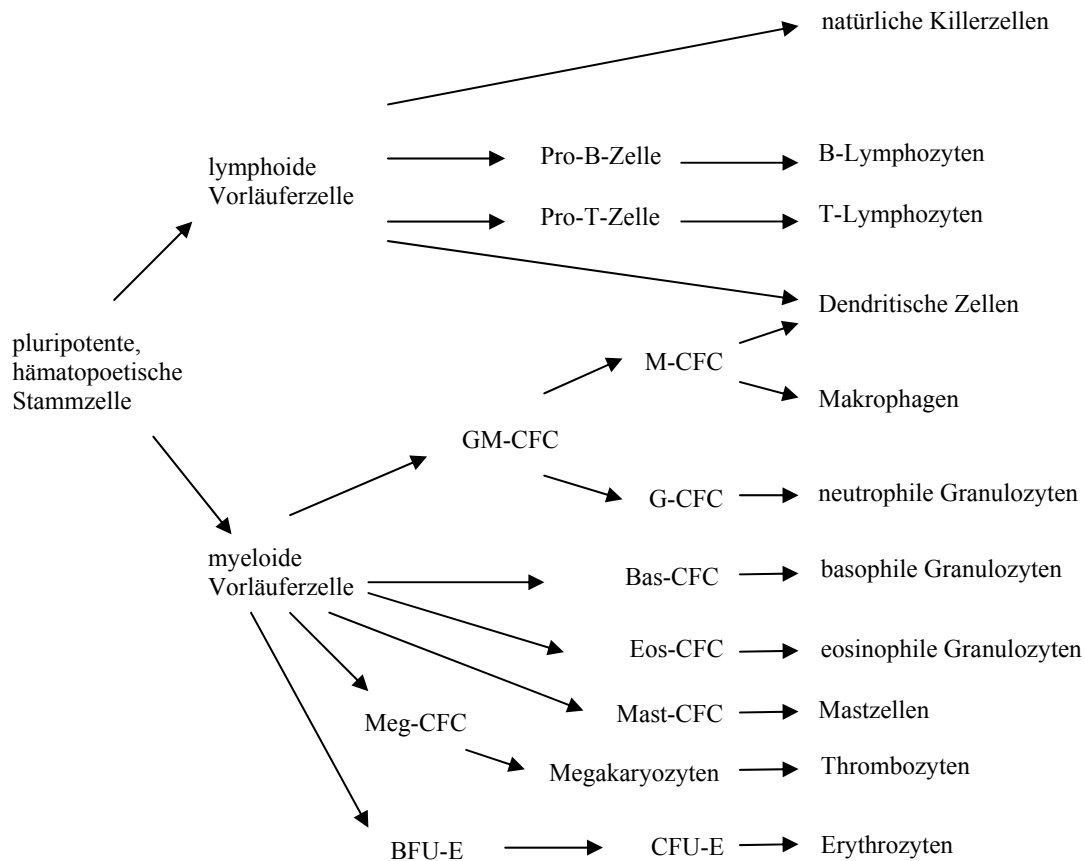 natürliche Killerzellen
lymphoide
Vorläuferzelle
Pro-B-Zelle
B-Lymphozyten
Pro-T-Zelle
T-Lymphozyten
Dendritische Zellen
pluripotente,
hämatopoetische
Stammzelle
M-CFC
Makrophagen
GM-CFC
G-CFC
neutrophile Granulozyten
myeloide
Vorläuferzelle
Bas-CFC
basophile Granulozyten
Eos-CFC
eosinophile Granulozyten
Mast-CFC
Mastzellen
Meg-CFC
Megakaryozyten
Thrombozyten
BFU-E
CFU-E
Erythrozyten